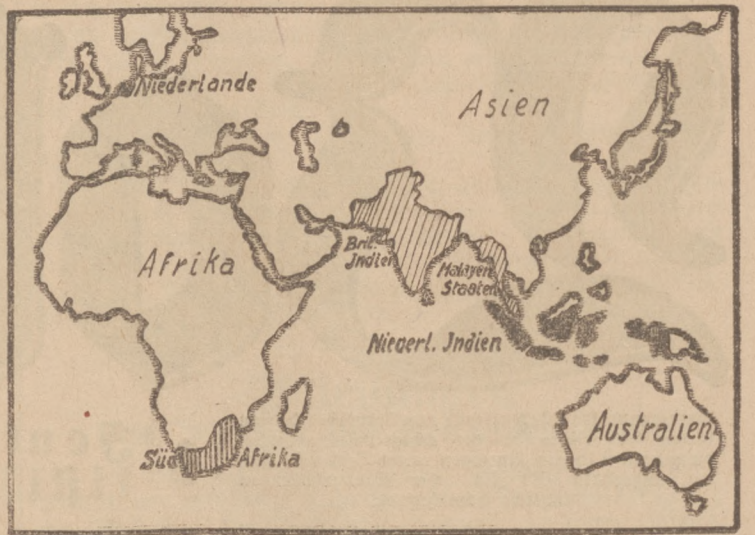 Niederlande
Asien
Afrika
Brit.
Indien
Malayen
Staaten
Niederl. Indien
Australien
Süd Afrika